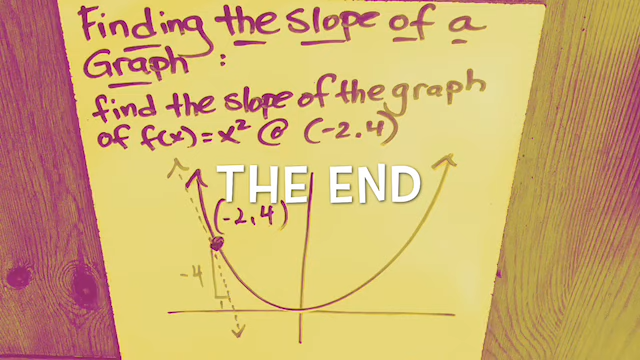 Finding the slope of a
Graph :
find the slope of the graph
of f(x) = x² @ (-2.4)
THE END
(-2,4)
-4